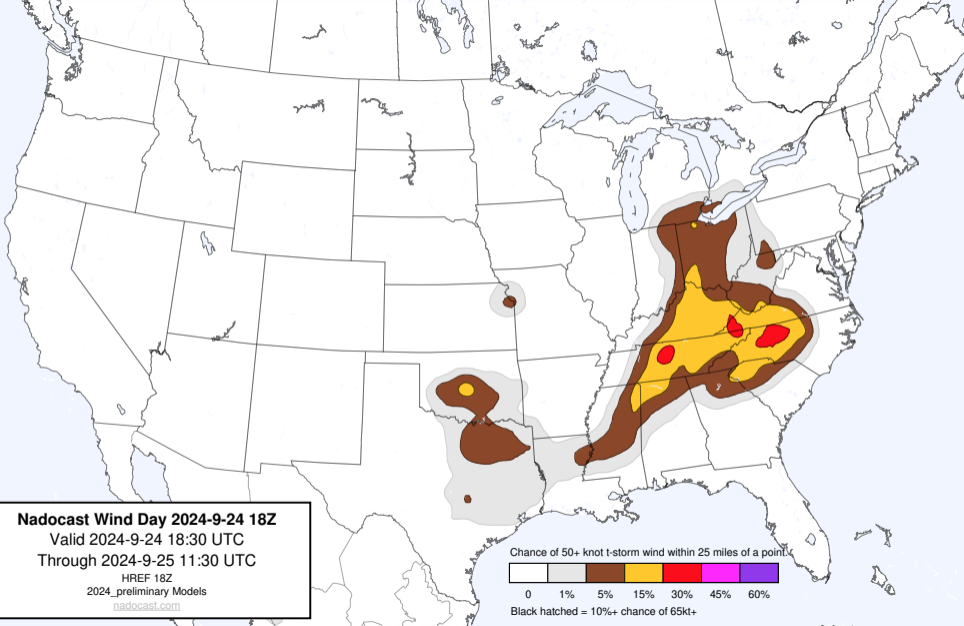 Nadocast Wind Day 2024-9-24 18Z
Valid 2024-9-24 18:30 UTC
Through 2024-9-25 11:30 UTC
HREF 18Z
2024_preliminary Models
nadocast.com
Chance of 50+ knot t-storm wind within 25 miles of a point.
0 1% 5% 15% 30% 45% 60%
Black hatched = 10%+ chance of 65kt+